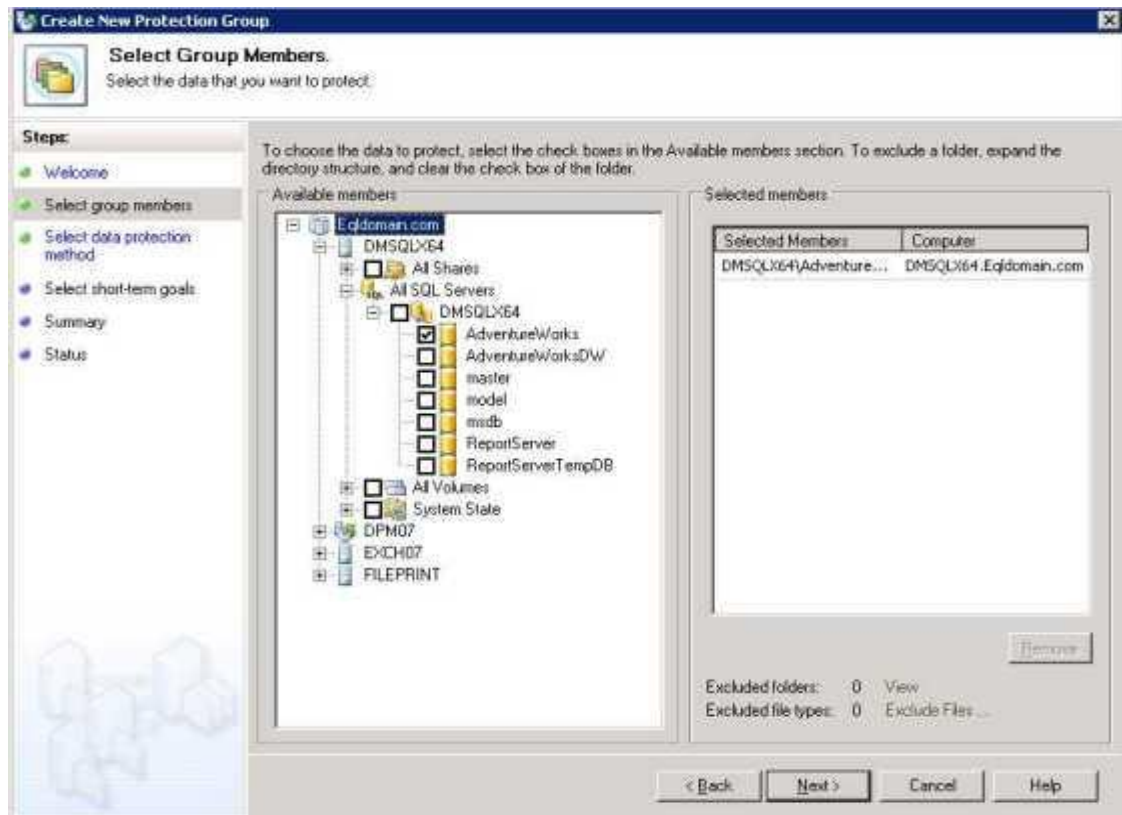 Create New Protection Group
Select Group Members.
Select the data that you want to protect.
Steps:
Welcome
Select group members
Select data protection
method
Select short-term goals
Summary
Status
To choose the data to protect, select the check boxes in the Available members section. To exclude a folder, expand the
directory structure, and clear the check box of the folder.
Available members
Eqldomain.com
DMSQLX64
All Shares
All SQL Servers
DMSQLX64
AdventureWorks
AdventureWorksDW
master
model
msdb
ReportServer
ReportServerTempDB
All Volumes
System State
DPM07
EXCH07
FILEPRINT
Selected members
Selected Members Computer
DMSQLX64\Adventure... DMSQLX64.Eqldomain.com
Remove
Excluded folders: 0 View
Excluded file types: 0 Exclude Files ...
< Back Next > Cancel Help